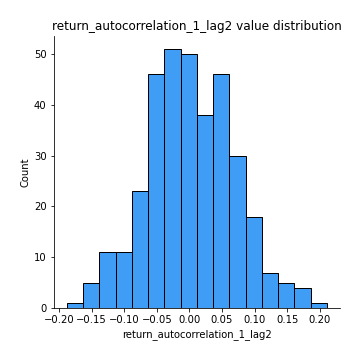 return_autocorrelation_1_lag2 value distribution
50
40
30
20
10
0
Count
−0.20 −0.15 −0.10 −0.05 0.00 0.05 0.10 0.15 0.20
return_autocorrelation_1_lag2